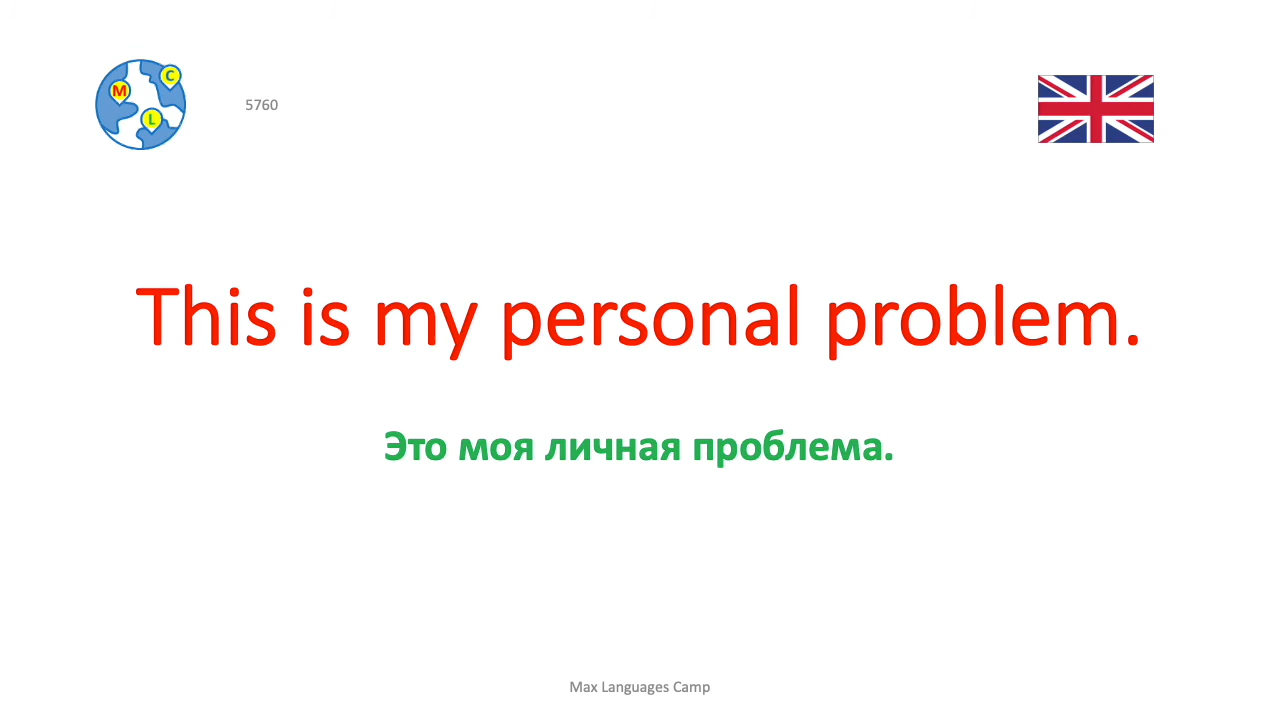 C
M
L
5760
This is my personal problem.
Это моя личная проблема.
Max Languages Camp